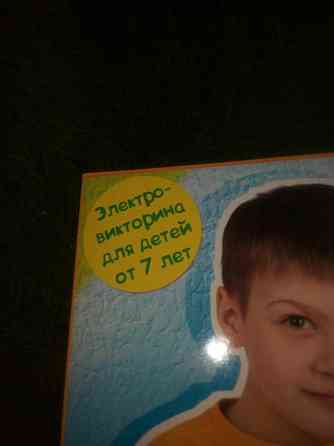 Электро-
викторина
для детей
от 7 лет